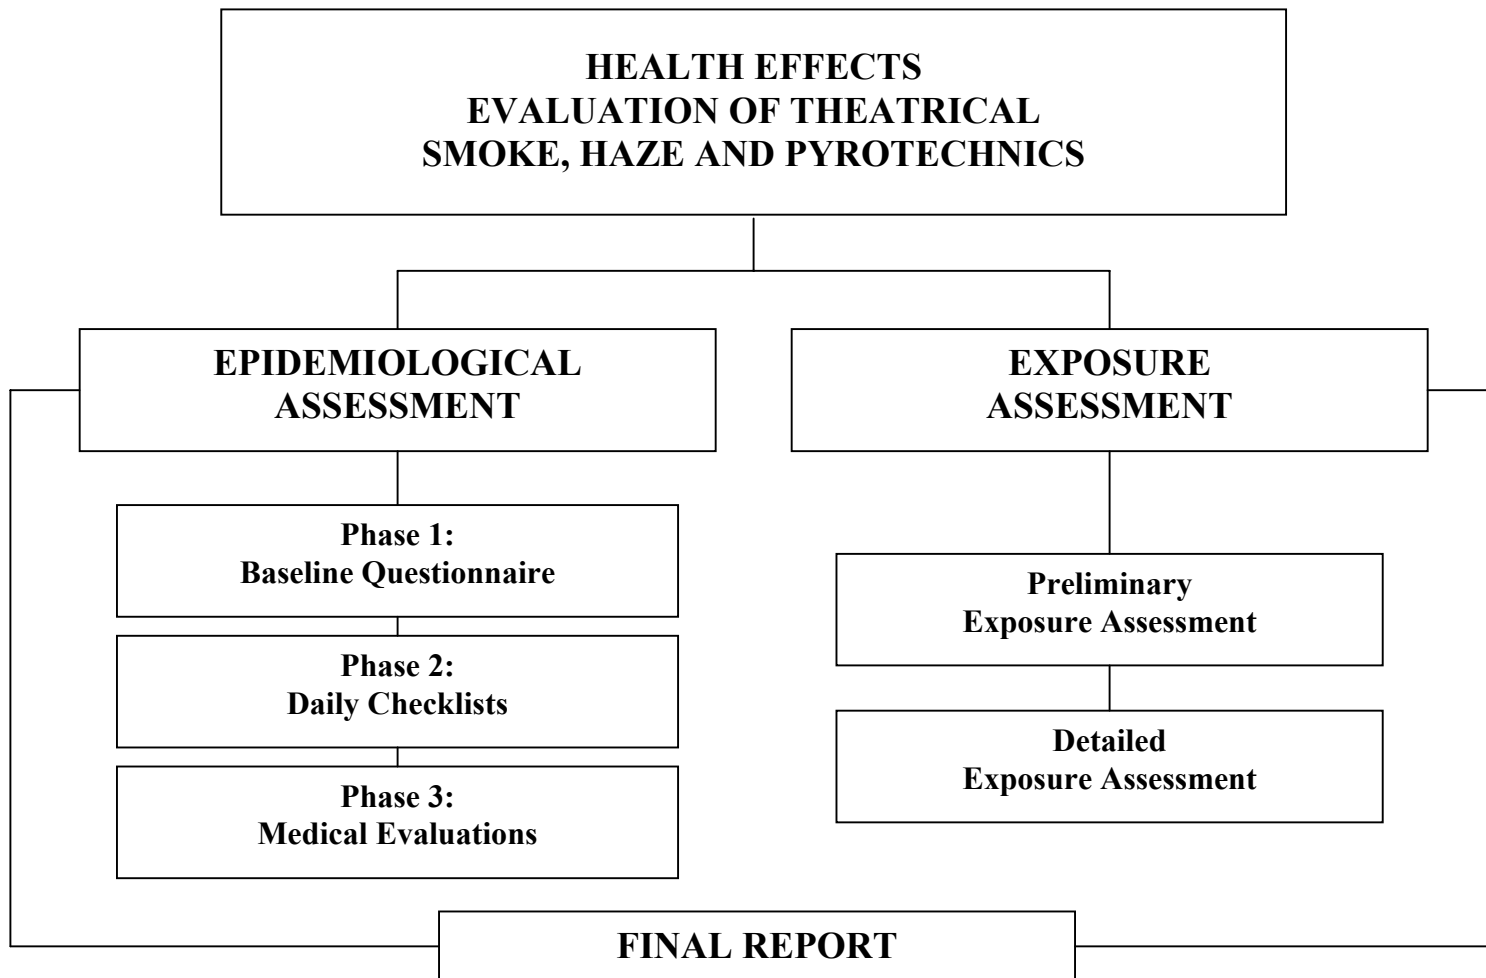 HEALTH EFFECTS
EVALUATION OF THEATRICAL
SMOKE, HAZE AND PYROTECHNICS
EPIDEMIOLOGICAL
ASSESSMENT
EXPOSURE
ASSESSMENT
Phase 1:
Baseline Questionnaire
Phase 2:
Daily Checklists
Phase 3:
Medical Evaluations
Preliminary
Exposure Assessment
Detailed
Exposure Assessment
FINAL REPORT